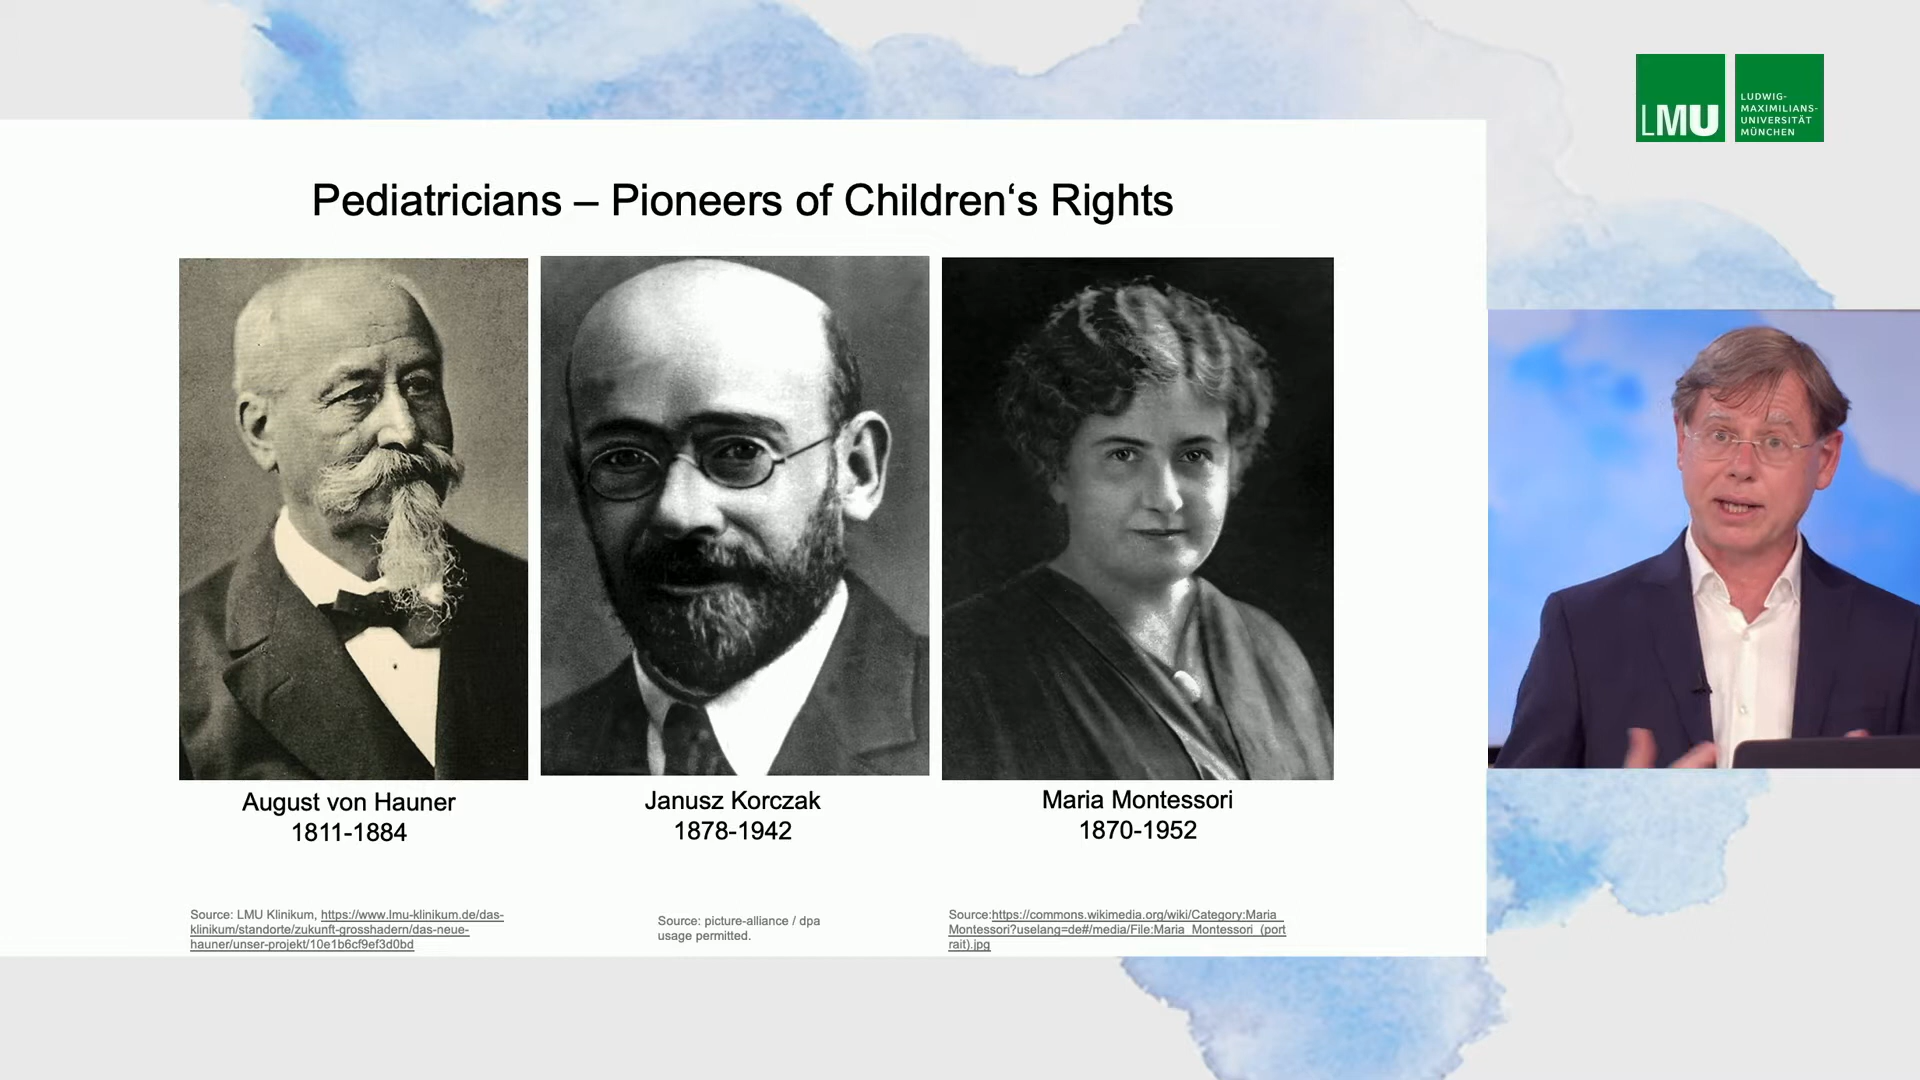 LMU
LUDWIG-
MAXIMILIANS-
UNIVERSITÄT
MÜNCHEN
Pediatricians – Pioneers of Children‘s Rights
August von Hauner
1811-1884
Janusz Korczak
1878-1942
Maria Montessori
1870-1952
Source: LMU Klinikum, https://www.lmu-klinikum.de/das-
klinikum/standorte/zukunft-grosshadern/das-neue-
hauner/unser-projekt/10e1b6cf9ef3d0bd
Source: picture-alliance / dpa
usage permitted.
Source:https://commons.wikimedia.org/wiki/Category:Maria_
Montessori?uselang=de#/media/File:Maria_Montessori_(port
rait).jpg